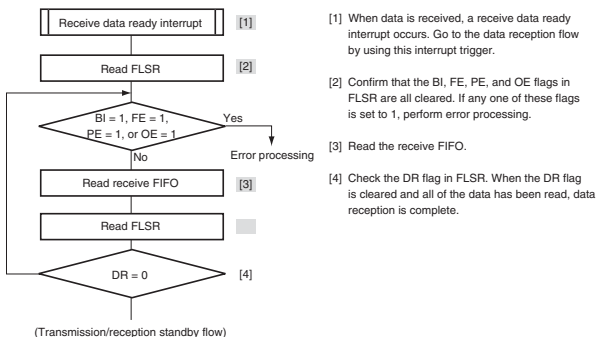 Receive data ready interrupt
[1]
Read FLSR
[2]
BI = 1, FE = 1,
PE = 1, or OE = 1
Yes
No
Error processing
Read receive FIFO
[3]
Read FLSR
DR = 0
[4]
(Transmission/reception standby flow)
[1] When data is received, a receive data ready
interrupt occurs. Go to the data reception flow
by using this interrupt trigger.
[2] Confirm that the BI, FE, PE, and OE flags in
FLSR are all cleared. If any one of these flags
is set to 1, perform error processing.
[3] Read the receive FIFO.
[4] Check the DR flag in FLSR. When the DR flag
is cleared and all of the data has been read, data
reception is complete.